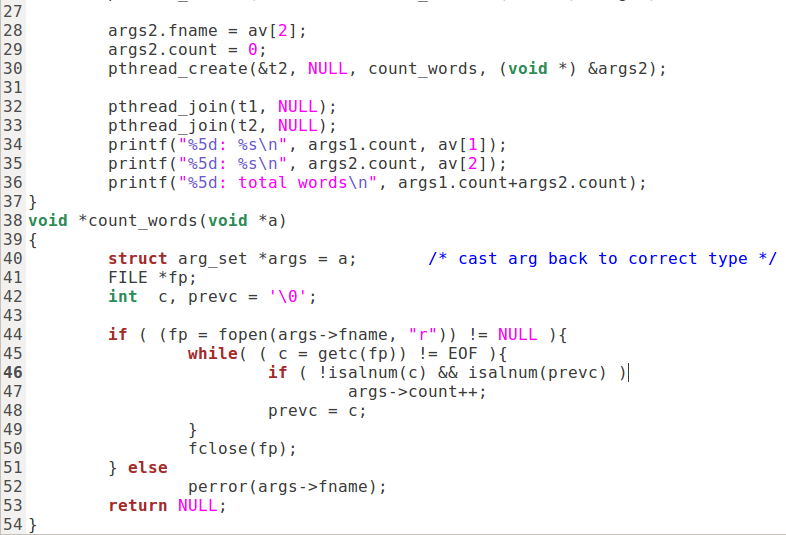 27
28         args2.fname = av[2];
29         args2.count = 0;
30         pthread_create(&t2, NULL, count_words, (void *) &args2);
31
32         pthread_join(t1, NULL);
33         pthread_join(t2, NULL);
34         printf("%5d: %s\n", args1.count, av[1]);
35         printf("%5d: %s\n", args2.count, av[2]);
36         printf("%5d: total words\n", args1.count+args2.count);
37 }
38 void *count_words(void *a)
39 {
40         struct arg_set *args = a;       /* cast arg back to correct type */
41         FILE *fp;
42         int  c, prevc = '\0';
43
44         if ( (fp = fopen(args->fname, "r")) != NULL ){
45                 while( ( c = getc(fp)) != EOF ){
46                         if ( !isalnum(c) && isalnum(prevc) )
47                                 args->count++;
48                         prevc = c;
49                 }
50                 fclose(fp);
51         } else
52                 perror(args->fname);
53         return NULL;
54 }